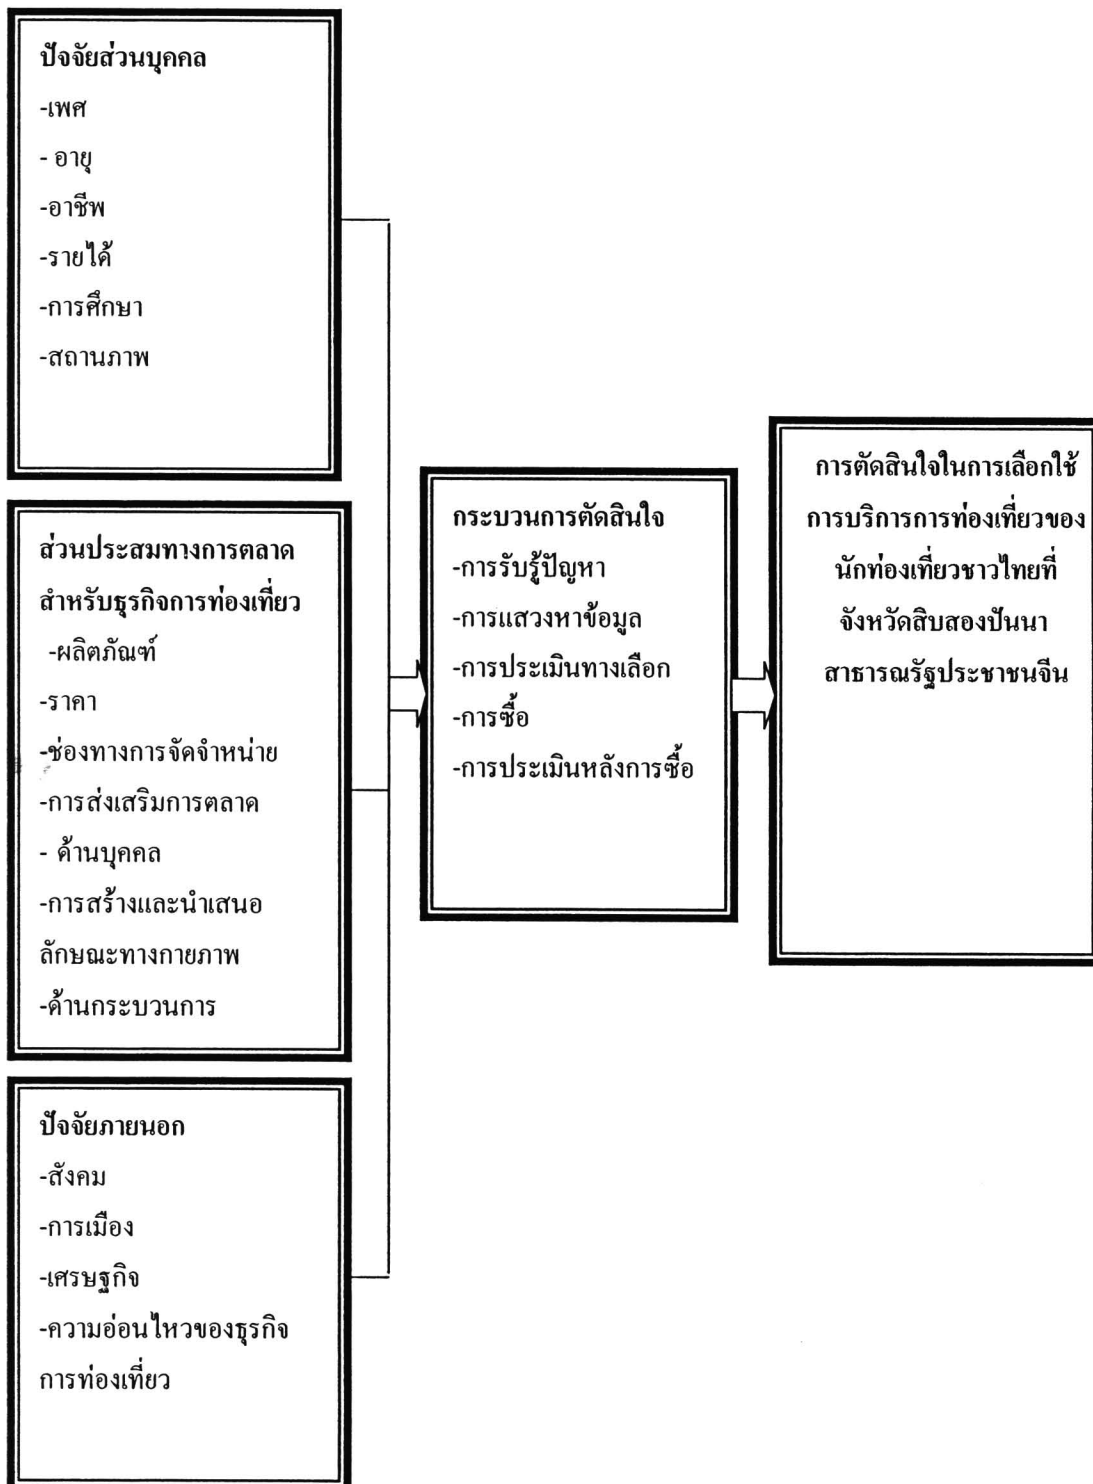 ปัจจัยส่วนบุคคล
-เพศ
- อายุ
-อาชีพ
-รายได้
-การศึกษา
-สถานภาพ
ส่วนประสมทางการตลาด
สำหรับธุรกิจการท่องเที่ยว
-ผลิตภัณฑ์
-ราคา
-ช่องทางการจัดจำหน่าย
-การส่งเสริมการตลาด
- ด้านบุคคล
-การสร้างและนำเสนอ
ลักษณะทางกายภาพ
-ด้านกระบวนการ
ปัจจัยภายนอก
-สังคม
-การเมือง
-เศรษฐกิจ
-ความอ่อนไหวของธุรกิจ
การท่องเที่ยว
กระบวนการตัดสินใจ
-การรับรู้ปัญหา
-การแสวงหาข้อมูล
-การประเมินทางเลือก
-การซื้อ
-การประเมินหลังการซื้อ
การตัดสินใจในการเลือกใช้
การบริการการท่องเที่ยวของ
นักท่องเที่ยวชาวไทยที่
จังหวัดสิบสองปันนา
สาธารณรัฐประชาชนจีน